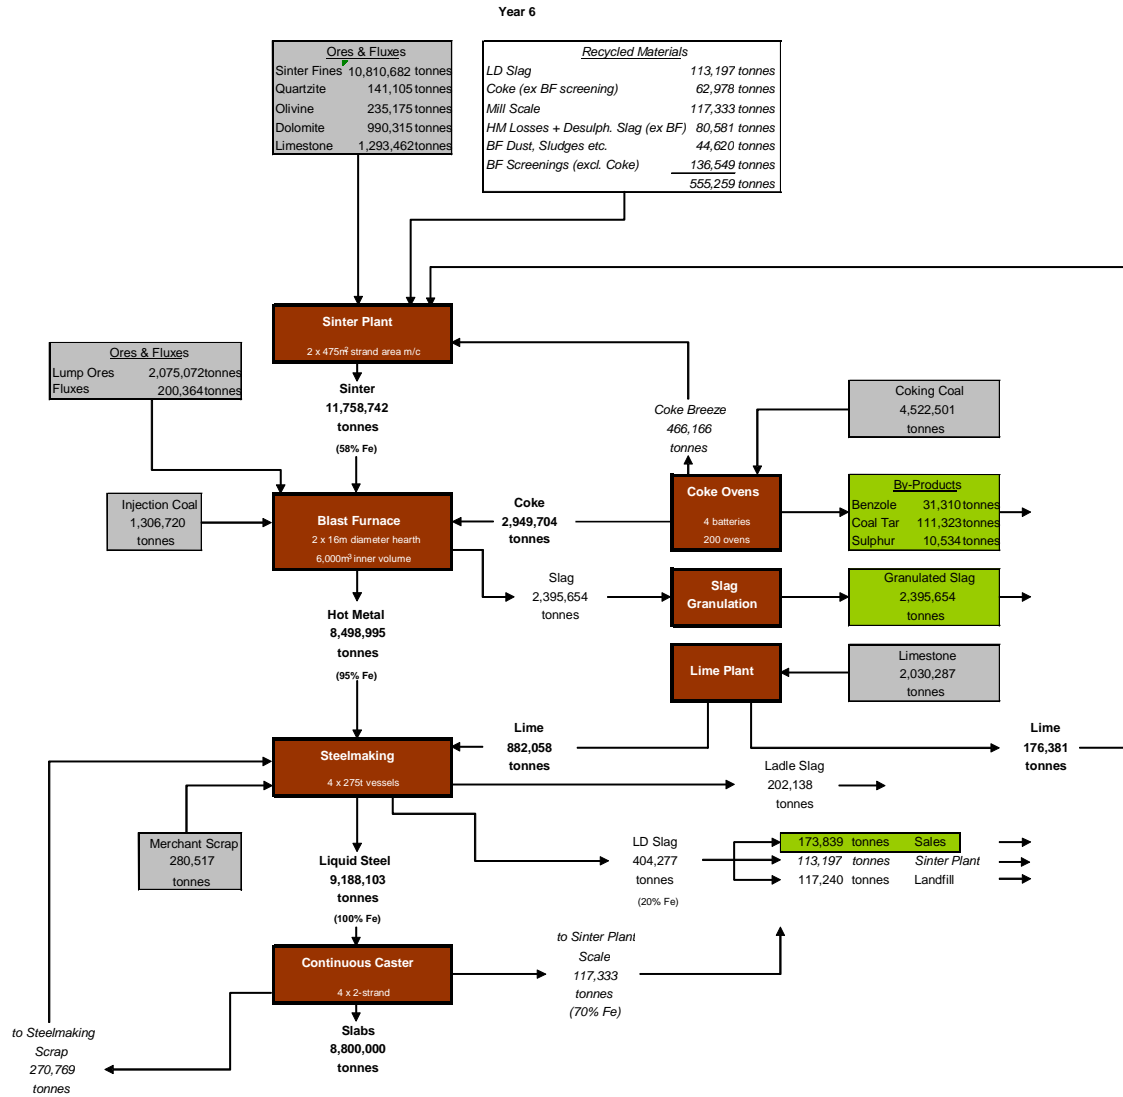 Year 6
Ores & Fluxes
Sinter Fines 10,810,682 tonnes
Quartzite 141,105 tonnes
Olivine 235,175 tonnes
Dolomite 990,315 tonnes
Limestone 1,293,462 tonnes
Recycled Materials
LD Slag 113,197 tonnes
Coke (ex BF screening) 62,978 tonnes
Mill Scale 117,333 tonnes
HM Losses + Desulph. Slag (ex BF) 80,581 tonnes
BF Dust, Sludges etc. 44,620 tonnes
BF Screenings (excl. Coke) 136,549 tonnes
555,259 tonnes
Sinter Plant
2 x 475m² strand area m/c
Ores & Fluxes
Lump Ores 2,075,072 tonnes
Fluxes 200,364 tonnes
Sinter
11,758,742
tonnes
(58% Fe)
Coke Breeze
466,166
tonnes
Coking Coal
4,522,501
tonnes
Injection Coal
1,306,720
tonnes
Blast Furnace
2 x 16m diameter hearth
6,000m³ inner volume
Coke
2,949,704
tonnes
Coke Ovens
4 batteries
200 ovens
By-Products
Benzole 31,310 tonnes
Coal Tar 111,323 tonnes
Sulphur 10,534 tonnes
Slag
2,395,654
tonnes
Slag
Granulation
Granulated Slag
2,395,654
tonnes
Hot Metal
8,498,995
tonnes
(95% Fe)
Lime Plant
Limestone
2,030,287
tonnes
Lime
882,058
tonnes
Lime
176,381
tonnes
Steelmaking
4 x 275t vessels
Ladle Slag
202,138
tonnes
Merchant Scrap
280,517
tonnes
Liquid Steel
9,188,103
tonnes
(100% Fe)
LD Slag
404,277
tonnes
(20% Fe)
173,839 tonnes Sales
113,197 tonnes Sinter Plant
117,240 tonnes Landfill
Continuous Caster
4 x 2-strand
to Sinter Plant
Scale
117,333
tonnes
(70% Fe)
Slabs
8,800,000
tonnes
to Steelmaking
Scrap
270,769
tonnes